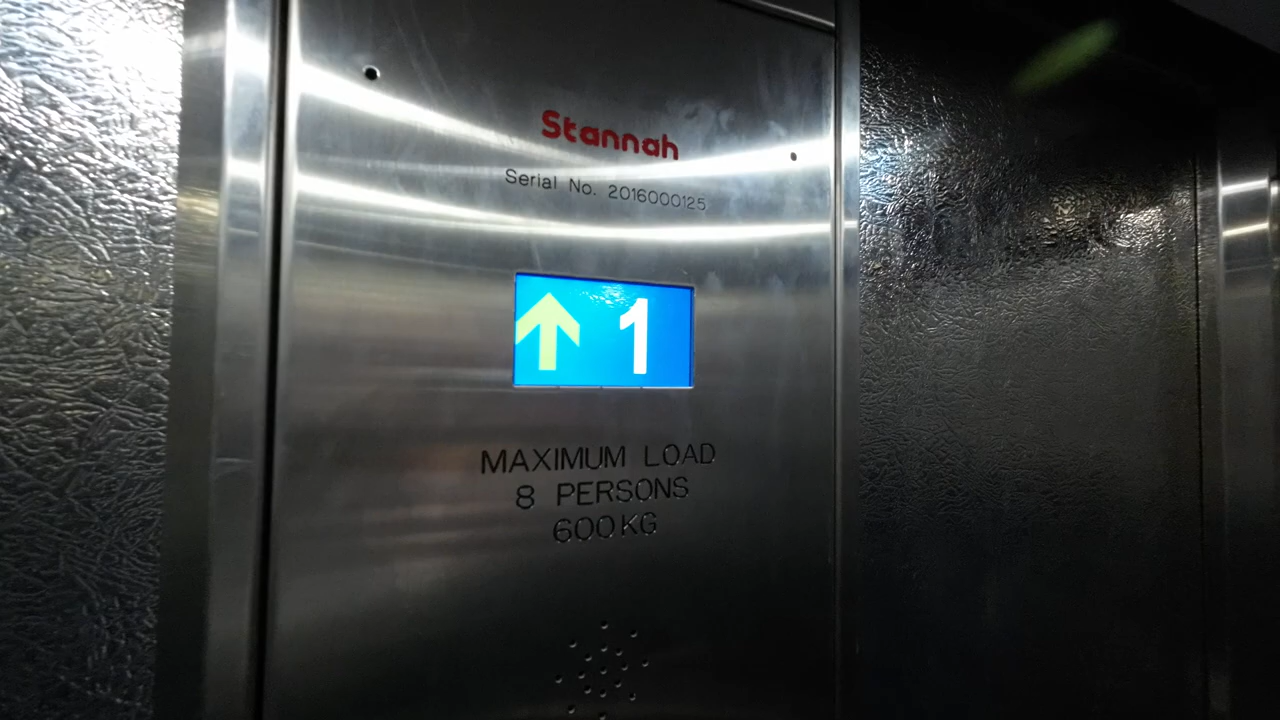 Stannah
Serial No. 2016000125
↑ 1
MAXIMUM LOAD
8 PERSONS
600KG